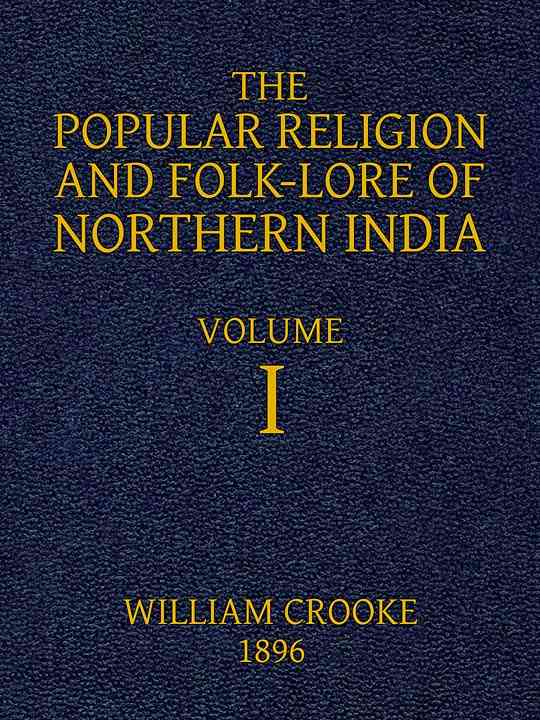 THE
POPULAR RELIGION
AND FOLK-LORE OF
NORTHERN INDIA
VOLUME
I
WILLIAM CROOKE
1896